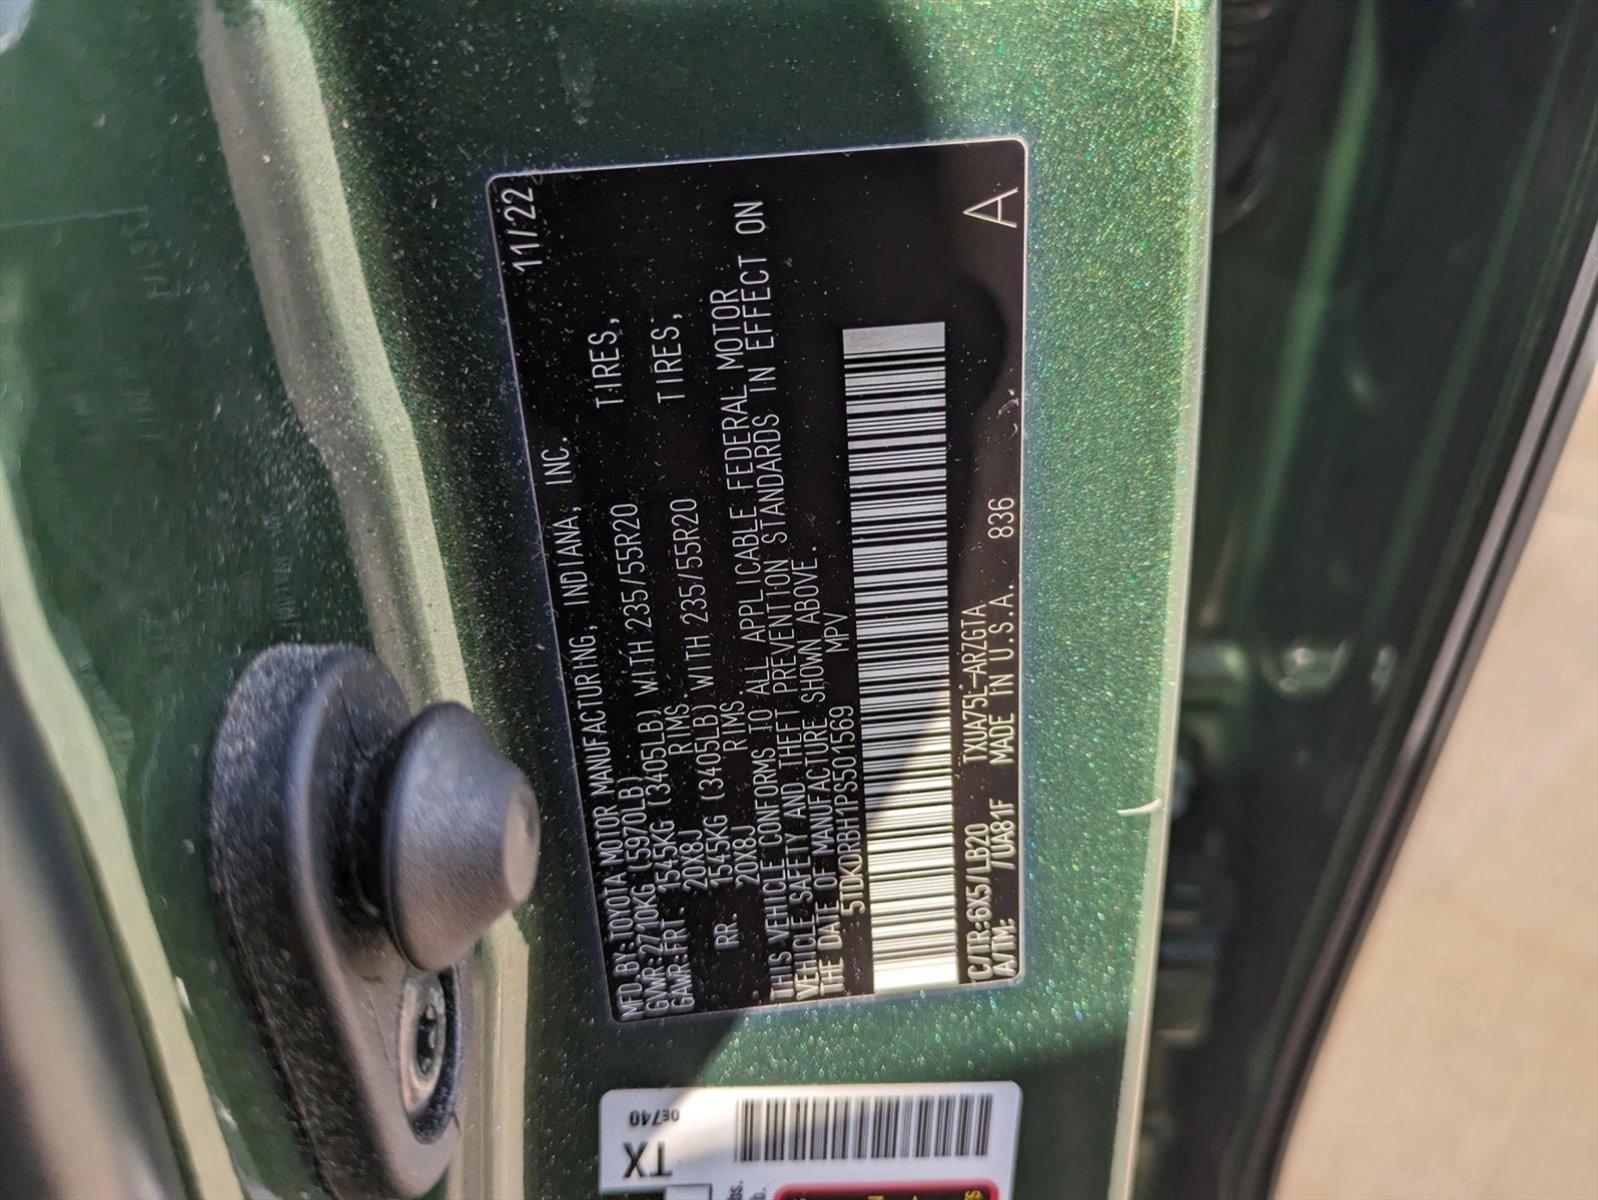 MFD.BY:TOYOTA MOTOR MANUFACTURING, INDIANA, INC. 11/22
GVWR:2710KG (5970LB)
GAWR:FRT. 1545KG (3405LB) WITH 235/55R20 TIRES,
20X8J RIMS.
RR. 1545KG (3405LB) WITH 235/55R20 TIRES,
20X8J RIMS
THIS VEHICLE CONFORMS TO ALL APPLICABLE FEDERAL MOTOR
VEHICLE SAFETY AND THEFT PREVENTION STANDARDS IN EFFECT ON
THE DATE OF MANUFACTURE SHOWN ABOVE.
5TDKDRBH1PS501569 MPV
C/TR:6X5/LB20 TXUA75L-ARZGTA
A/TM: /UA81F MADE IN U.S.A. 836 A
0E740
TX